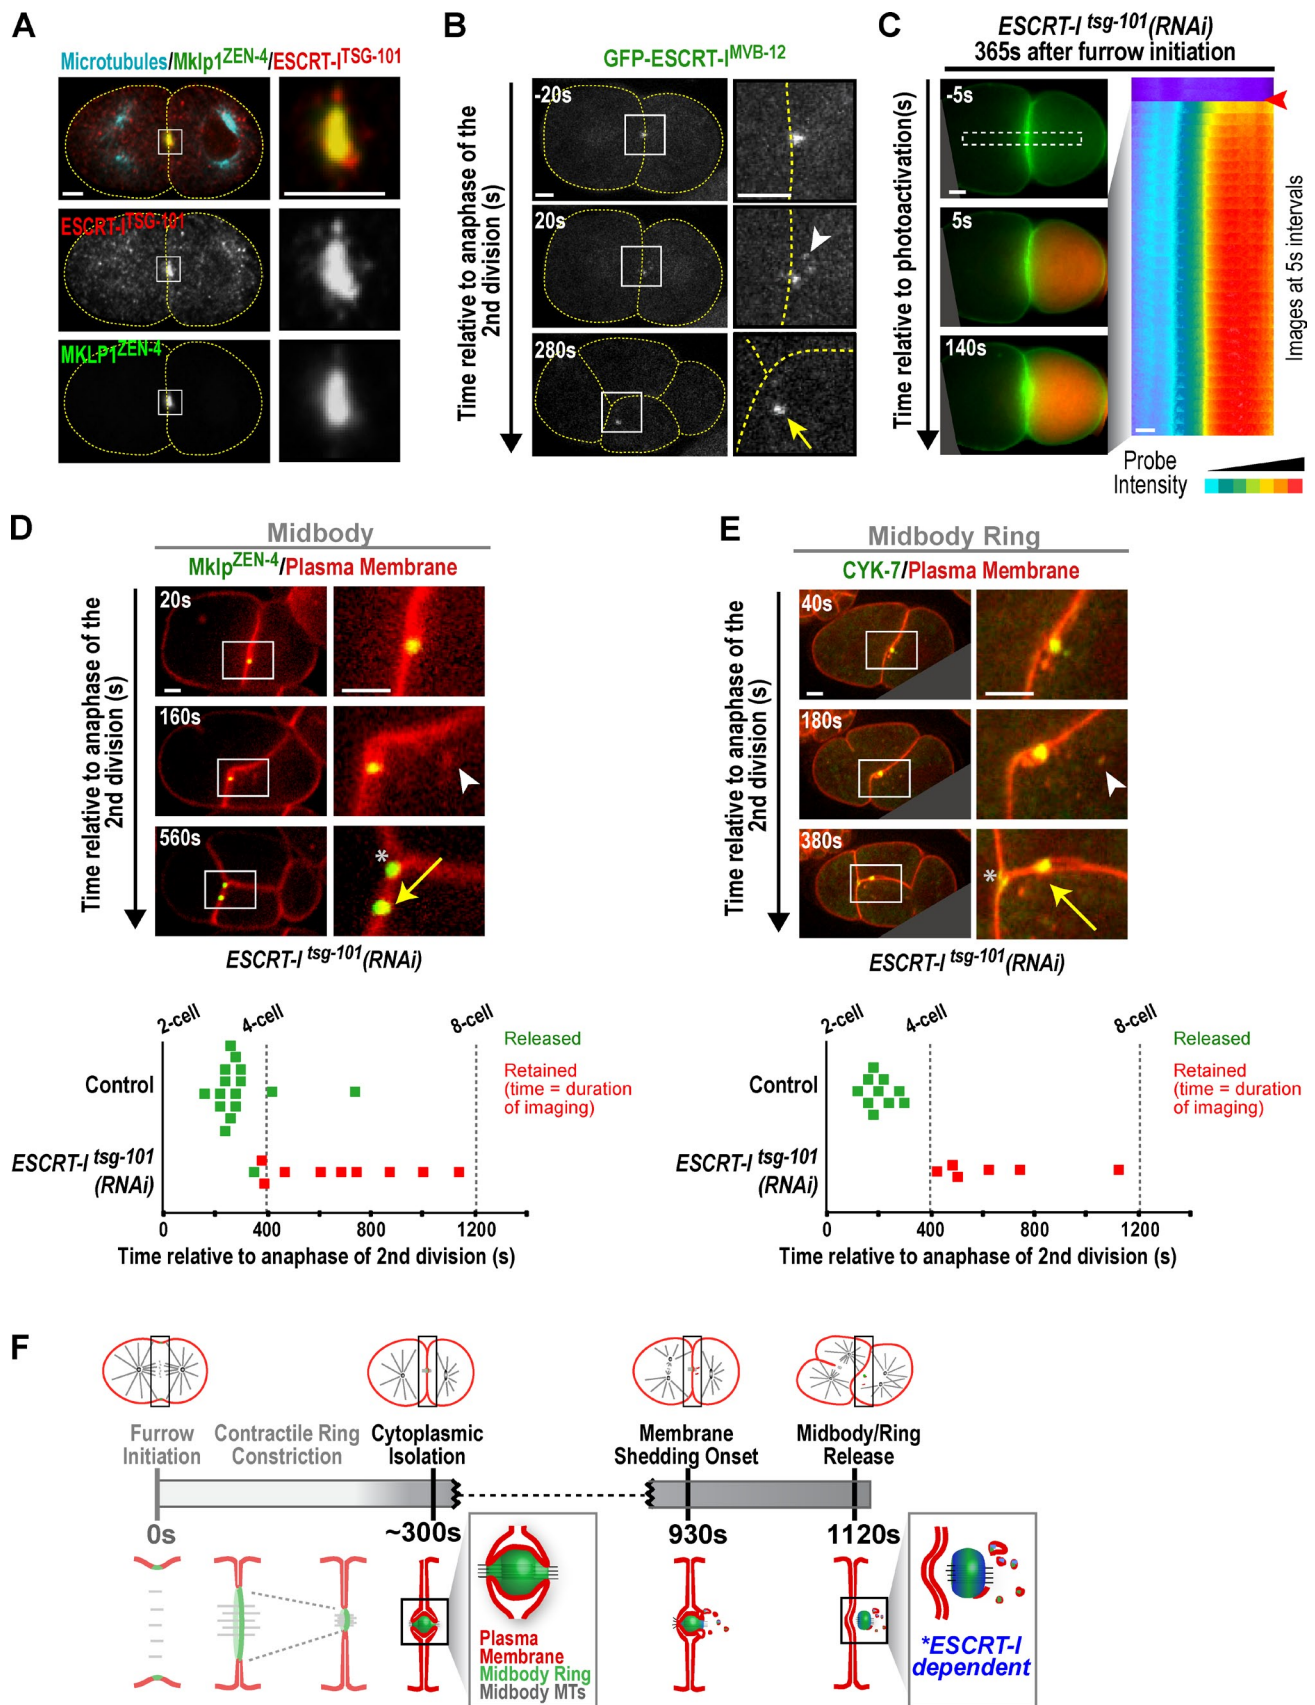 A
Microtubules/Mklp1ZEN-4/ESCRT-ITSG-101
ESCRT-ITSG-101
MKLP1ZEN-4
B
GFP-ESCRT-IMVB-12
Time relative to anaphase of the
2nd division (s)
-20s
20s
280s
C
ESCRT-I tsg-101(RNAi)
365s after furrow initiation
Time relative to photoactivation(s)
-5s
5s
140s
Images at 5s intervals
Probe
Intensity
D
Midbody
MklpZEN-4/Plasma Membrane
Time relative to anaphase of the
2nd division (s)
20s
160s
560s
*
ESCRT-I tsg-101(RNAi)
2-cell
4-cell
8-cell
Released
Retained
(time = duration
of imaging)
Control
ESCRT-I tsg-101
(RNAi)
0
400
800
1200
Time relative to anaphase of 2nd division (s)
E
Midbody Ring
CYK-7/Plasma Membrane
Time relative to anaphase of the
2nd division (s)
40s
180s
380s
*
ESCRT-I tsg-101(RNAi)
2-cell
4-cell
8-cell
Released
Retained
(time = duration
of imaging)
Control
ESCRT-I tsg-101
(RNAi)
0
400
800
1200
Time relative to anaphase of 2nd division (s)
F
Furrow
Initiation
Contractile Ring
Constriction
Cytoplasmic
Isolation
Membrane
Shedding Onset
Midbody/Ring
Release
0s
~300s
930s
1120s
Plasma
Membrane
Midbody Ring
Midbody MTs
*ESCRT-I
dependent